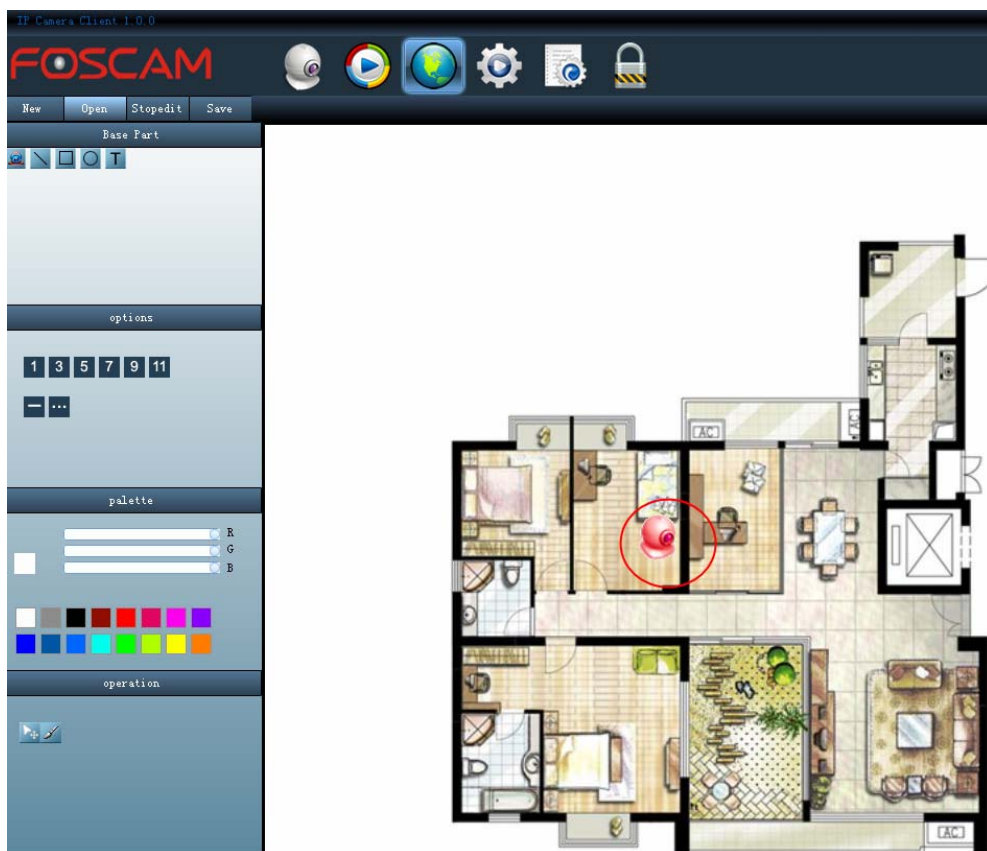 IP Camera Client 1.0.0
FOSCAM
New Open Stopedit Save
Base Part
T
options
1 3 5 7 9 11
palette
R
G
B
operation
AC
AC
AC